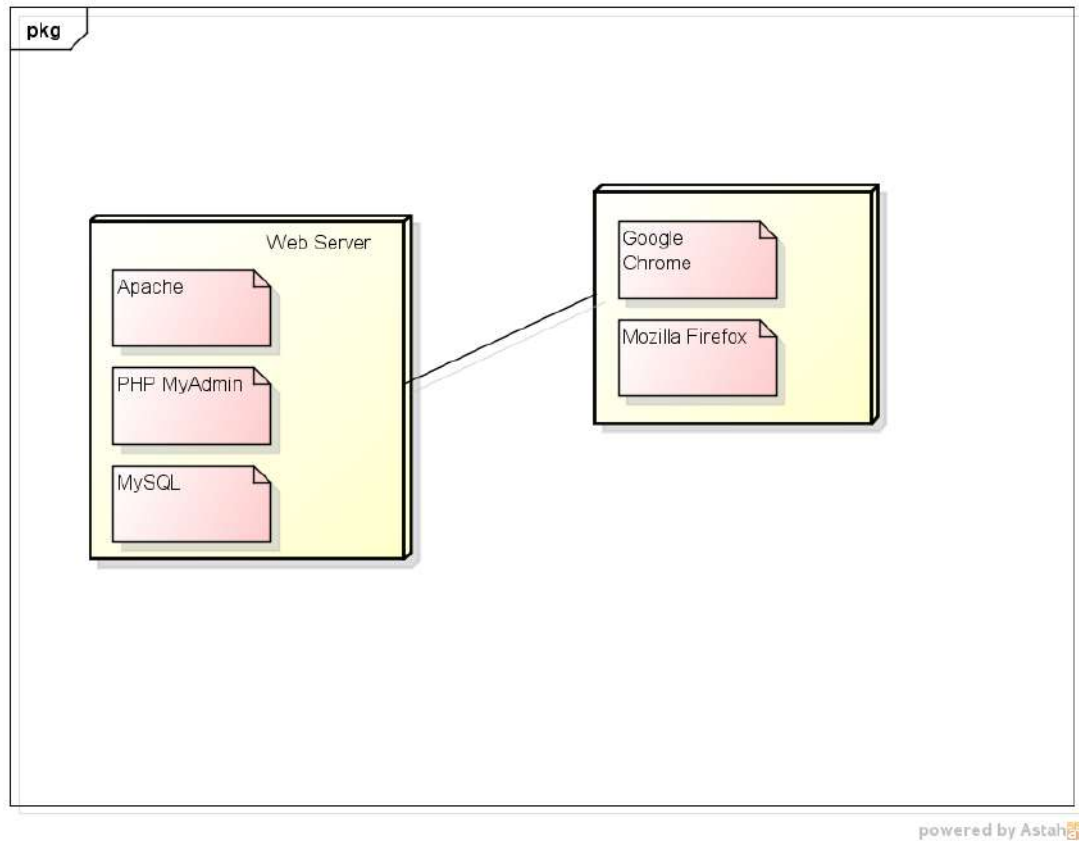 pkg
Web Server
Apache
PHP MyAdmin
MySQL
Google
Chrome
Mozilla Firefox
powered by Astah